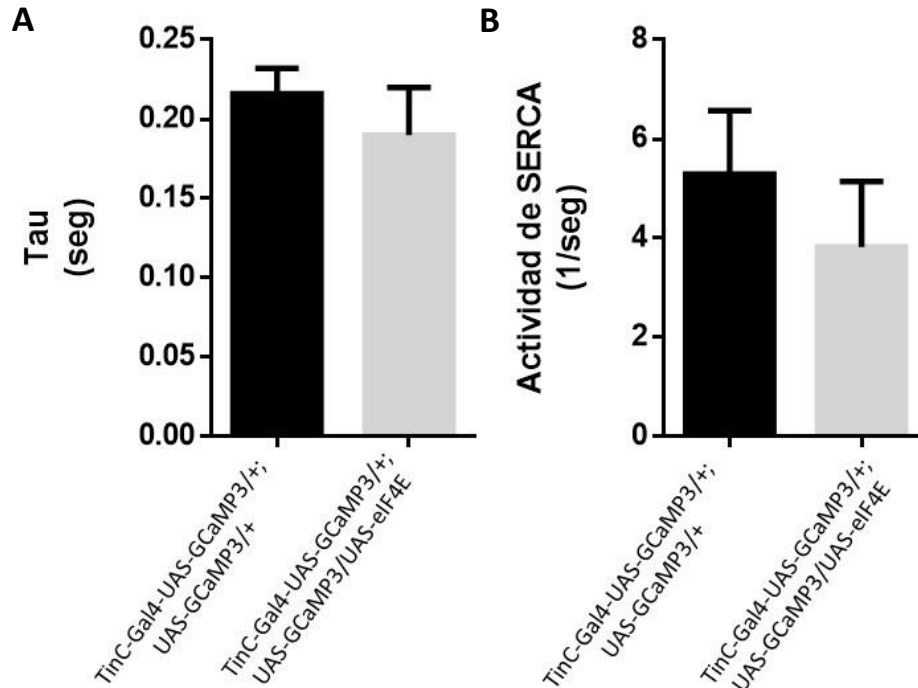 A
Tau
(seg)
0.25
0.20
0.15
0.10
0.05
0.00
TinC-Gal4-UAS-GCaMP3/+;
UAS-GCaMP3/+
TinC-Gal4-UAS-GCaMP3/+;
UAS-GCaMP3/UAS-eIF4E
B
Actividad de SERCA
(1/seg)
8
6
4
2
0
TinC-Gal4-UAS-GCaMP3/+;
UAS-GCaMP3/+
TinC-Gal4-UAS-GCaMP3/+;
UAS-GCaMP3/UAS-eIF4E